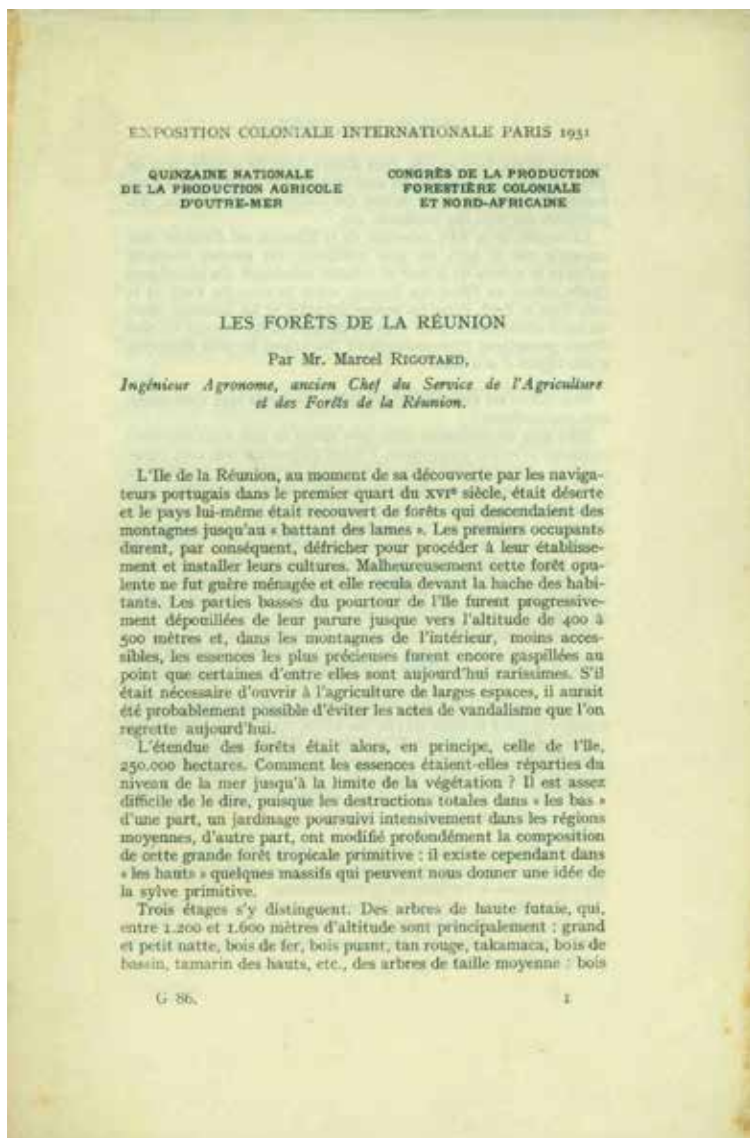 EXPOSITION COLONIALE INTERNATIONALE PARIS 1931
QUINZAINE NATIONALE
DE LA PRODUCTION AGRICOLE
D'OUTRE-MER
CONGRÈS DE LA PRODUCTION
FORESTIÈRE COLONIALE
ET NORD-AFRICAINE
LES FORÊTS DE LA RÉUNION
Par Mr. Marcel RIGOTARD,
Ingénieur Agronome, ancien Chef du Service de l'Agriculture
et des Forêts de la Réunion.
L'Ile de la Réunion, au moment de sa découverte par les naviga-
teurs portugais dans le premier quart du XVIe siècle, était déserte
et le pays lui-même était recouvert de forêts qui descendaient des
montagnes jusqu'au « battant des lames ». Les premiers occupants
durent, par conséquent, défricher pour procéder à leur établisse-
ment et installer leurs cultures. Malheureusement cette forêt opu-
lente ne fut guère ménagée et elle recula devant la hache des habi-
tants. Les parties basses du pourtour de l'île furent progressive-
ment dépouillées de leur parure jusque vers l'altitude de 400 à
500 mètres et, dans les montagnes de l'intérieur, moins acces-
sibles, les essences les plus précieuses furent encore gaspillées au
point que certaines d'entre elles sont aujourd'hui rarissimes. S'il
était nécessaire d'ouvrir à l'agriculture de larges espaces, il aurait
été probablement possible d'éviter les actes de vandalisme que l'on
regrette aujourd'hui.
L'étendue des forêts était alors, en principe, celle de l'île,
250.000 hectares. Comment les essences étaient-elles réparties du
niveau de la mer jusqu'à la limite de la végétation ? Il est assez
difficile de le dire, puisque les destructions totales dans « les bas »
d'une part, un jardinage poursuivi intensivement dans les régions
moyennes, d'autre part, ont modifié profondément la composition
de cette grande forêt tropicale primitive : il existe cependant dans
« les hauts » quelques massifs qui peuvent nous donner une idée de
la sylve primitive.
Trois étages s'y distinguent. Des arbres de haute futaie, qui,
entre 1.200 et 1.600 mètres d'altitude sont principalement : grand
et petit natte, bois de fer, bois puant, tan rouge, takamaca, bois de
bassin, tamarin des hauts, etc., des arbres de taille moyenne : bois
G 86.
1